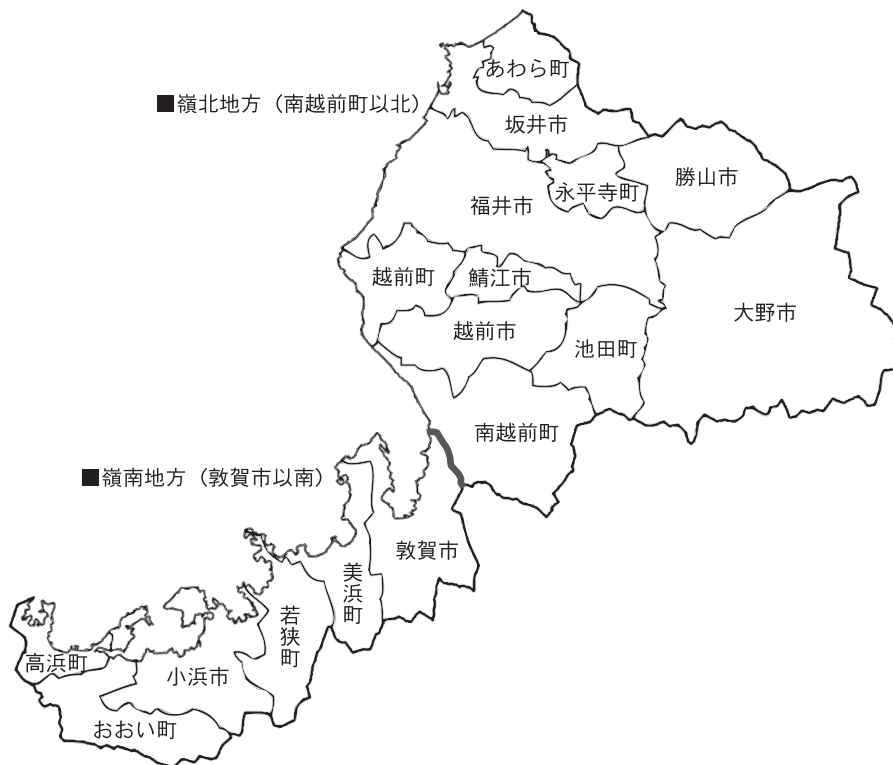 あわら町
■嶺北地方（南越前町以北）
坂井市
勝山市
永平寺町
福井市
越前町
鯖江市
大野市
越前市
池田町
南越前町
■嶺南地方（敦賀市以南）
敦賀市
美浜町
若狭町
高浜町
小浜市
おおい町